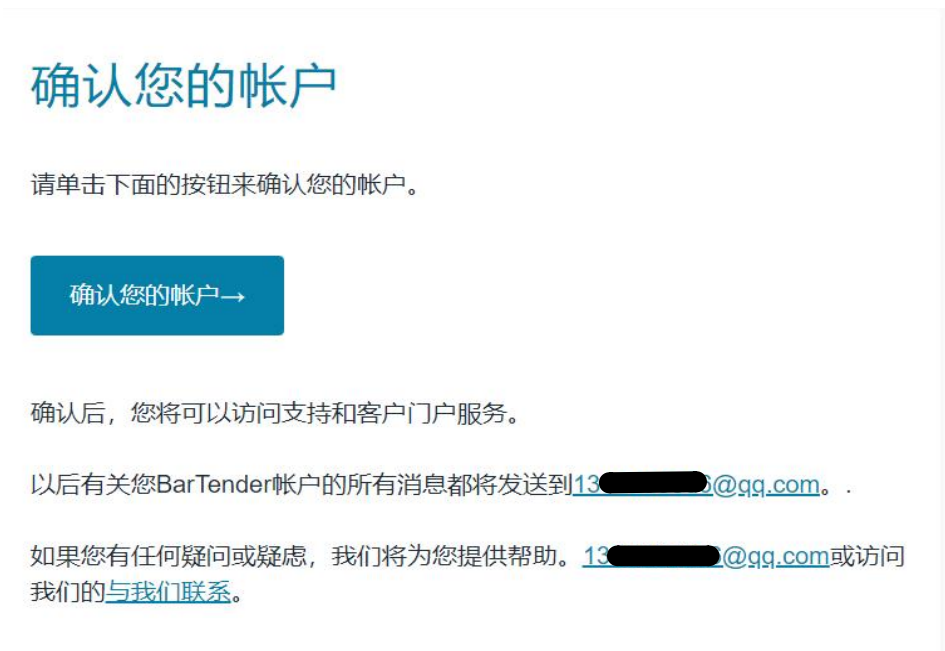 确认您的帐户
请单击下面的按钮来确认您的帐户。
确认您的帐户→
确认后，您将可以访问支持和客户门户服务。
以后有关您BarTender帐户的所有消息都将发送到13 6@qq.com。.
如果您有任何疑问或疑虑，我们将为您提供帮助。13 @qq.com或访问
我们的与我们联系。